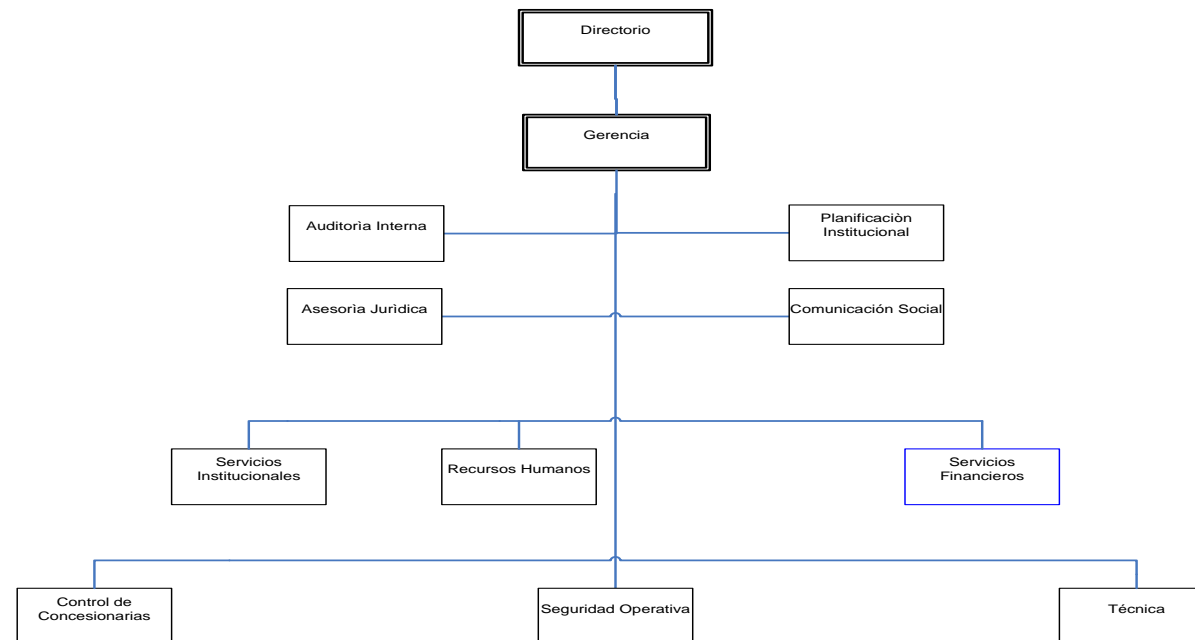 Directorio
Gerencia
Auditorìa Interna
Planificaciòn
Institucional
Asesorìa Jurìdica
Comunicación Social
Servicios
Institucionales
Recursos Humanos
Servicios
Financieros
Control de
Concesionarias
Seguridad Operativa
Técnica